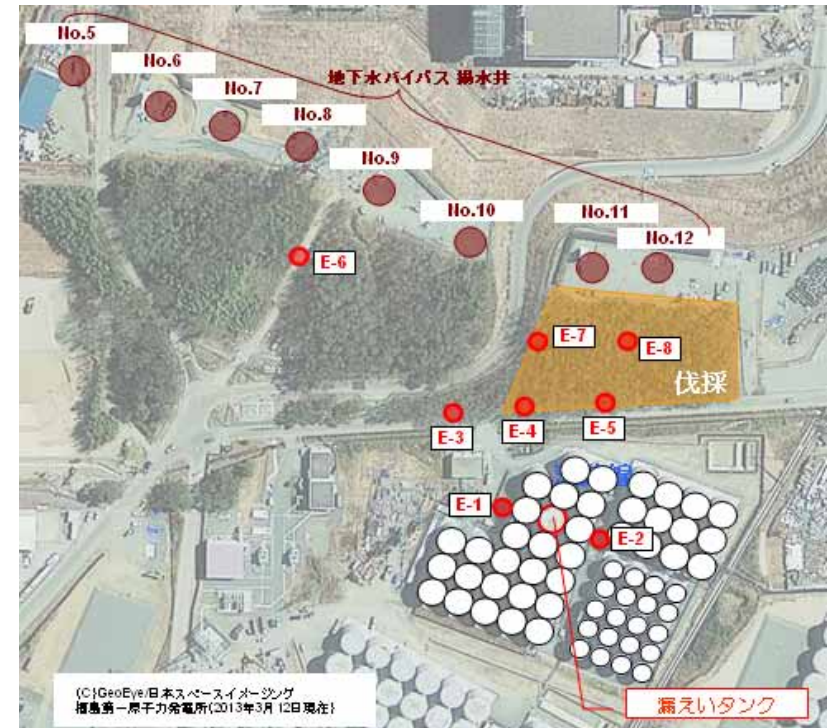 No.5
No.6
No.7
地下水バイパス 揚水井
No.8
No.9
No.10
No.11
No.12
E-6
E-7
E-8
伐採
E-3
E-4
E-5
E-1
E-2
(C)GeoEye/日本スペースイメージング
福島第一原子力発電所(2013年3月12日現在)
漏えいタンク